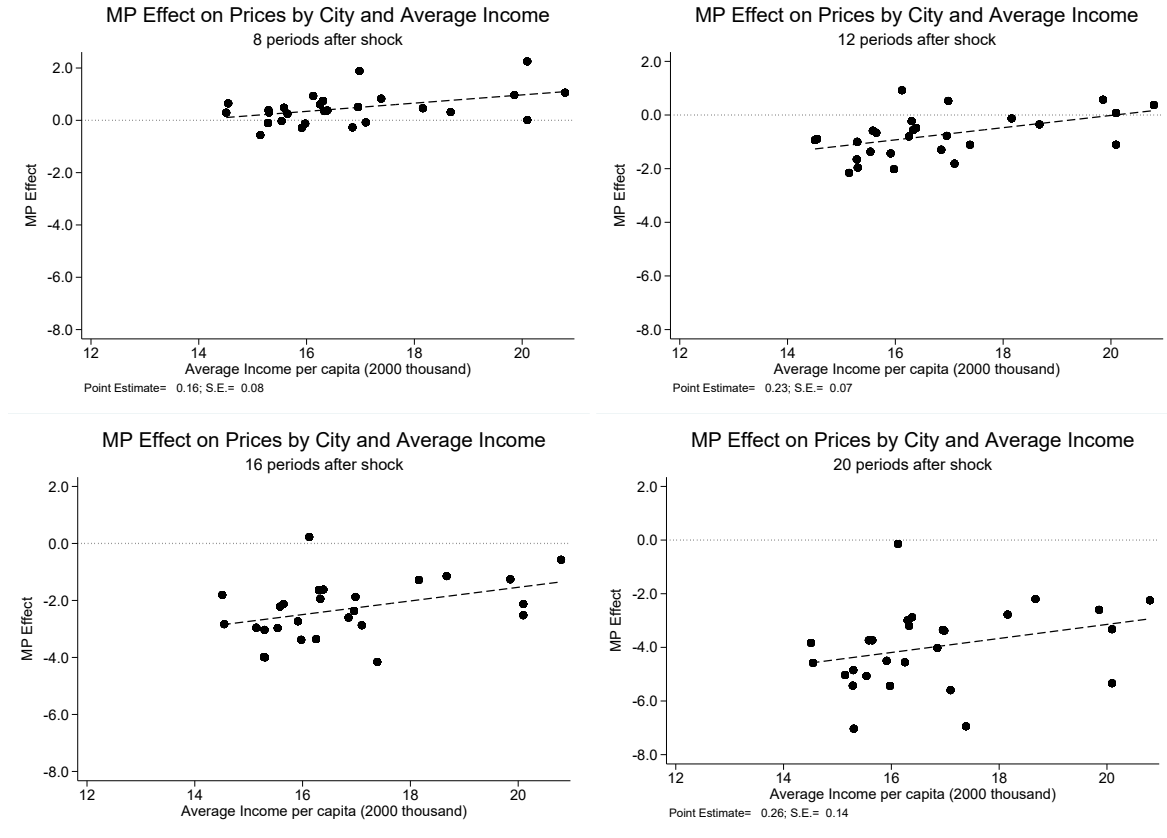 MP Effect on Prices by City and Average Income
8 periods after shock
2.0
0.0
-2.0
-4.0
-6.0
-8.0
MP Effect
12 14 16 18 20
Average Income per capita (2000 thousand)
Point Estimate= 0.16; S.E.= 0.08
MP Effect on Prices by City and Average Income
12 periods after shock
2.0
0.0
-2.0
-4.0
-6.0
-8.0
MP Effect
12 14 16 18 20
Average Income per capita (2000 thousand)
Point Estimate= 0.23; S.E.= 0.07
MP Effect on Prices by City and Average Income
16 periods after shock
2.0
0.0
-2.0
-4.0
-6.0
-8.0
MP Effect
12 14 16 18 20
Average Income per capita (2000 thousand)
MP Effect on Prices by City and Average Income
20 periods after shock
2.0
0.0
-2.0
-4.0
-6.0
-8.0
MP Effect
12 14 16 18 20
Average Income per capita (2000 thousand)
Point Estimate= 0.26; S.E.= 0.14